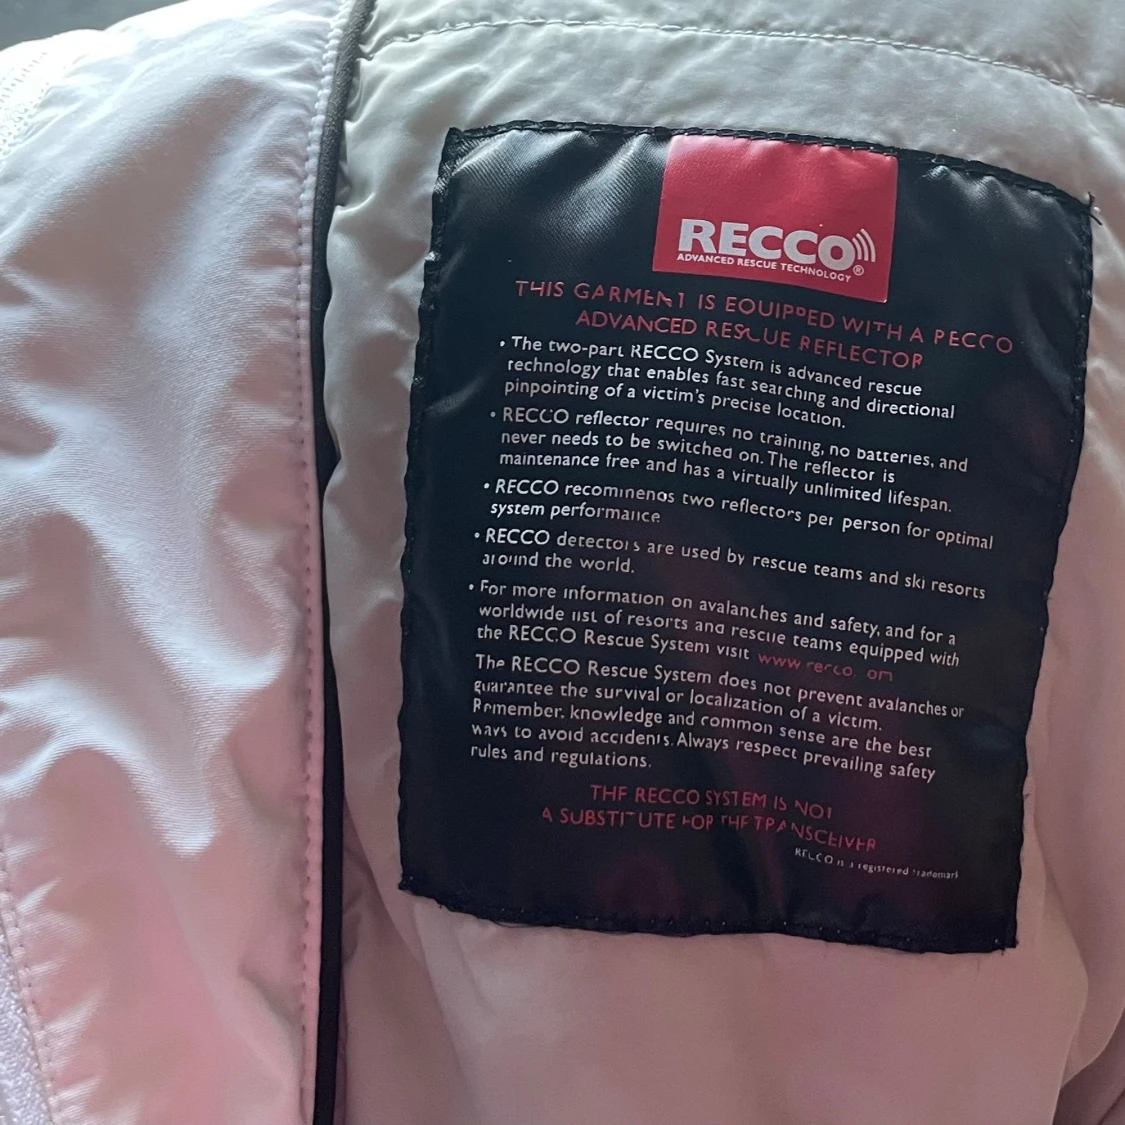 RECCO
ADVANCED RESCUE TECHNOLOGY®
THIS GARMENT IS EQUIPPED WITH A RECCO
ADVANCED RESCUE REFLECTOR
• The two-part RECCO System is advanced rescue
technology that enables fast searching and directional
pinpointing of a victim's precise location.
• RECCO reflector requires no training, no batteries, and
never needs to be switched on. The reflector is
maintenance free and has a virtually unlimited lifespan.
• RECCO recommends two reflectors per person for optimal
system performance.
• RECCO detectors are used by rescue teams and ski resorts
around the world.
• For more information on avalanches and safety, and for a
worldwide list of resorts and rescue teams equipped with
the RECCO Rescue System visit www.recco.com
The RECCO Rescue System does not prevent avalanches or
guarantee the survival or localization of a victim.
Remember, knowledge and common sense are the best
ways to avoid accidents. Always respect prevailing safety
rules and regulations.
THE RECCO SYSTEM IS NOT
A SUBSTITUTE FOR THE TRANSCEIVER
RECCO is a registered trademark